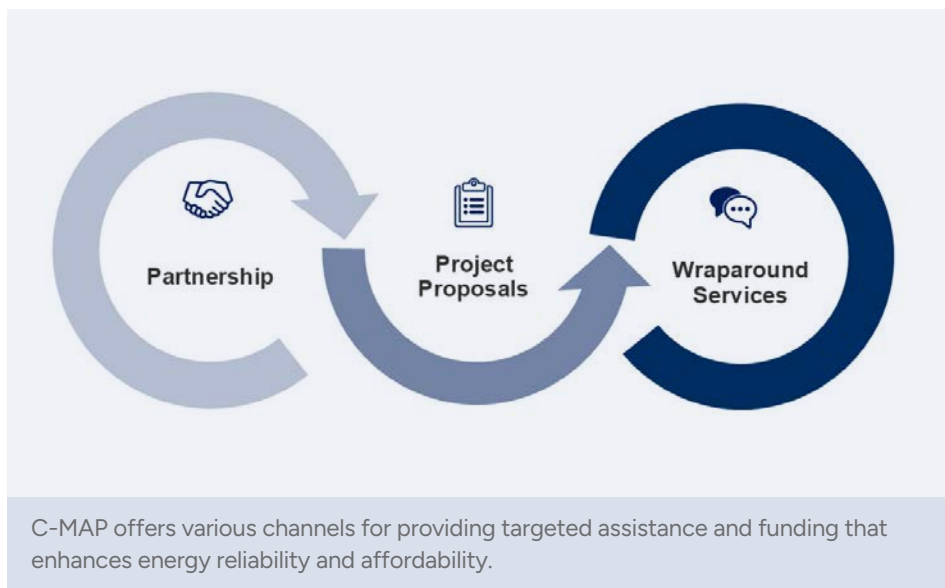 Partnership
Project
Proposals
Wraparound
Services
C-MAP offers various channels for providing targeted assistance and funding that
enhances energy reliability and affordability.